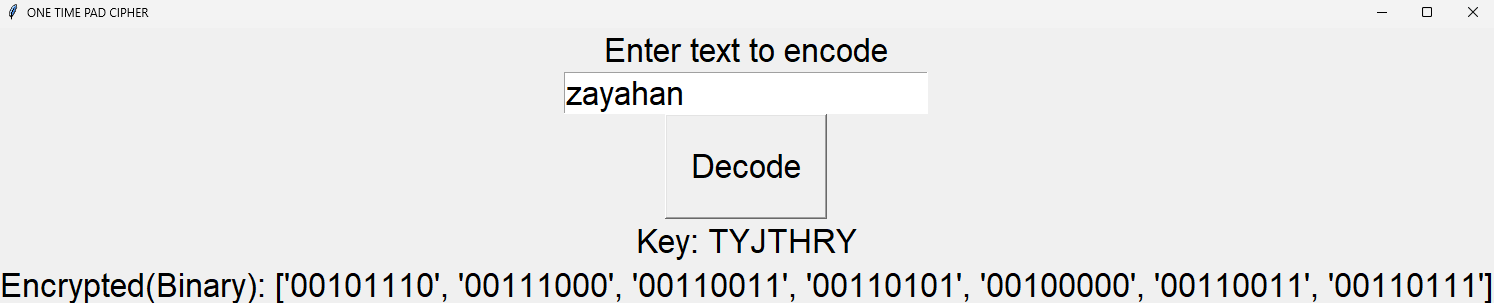 ONE TIME PAD CIPHER
Enter text to encode
zayahan
Decode
Key: TYJTHRY
Encrypted(Binary): ['00101110', '00111000', '00110011', '00110101', '00100000', '00110011', '00110111']